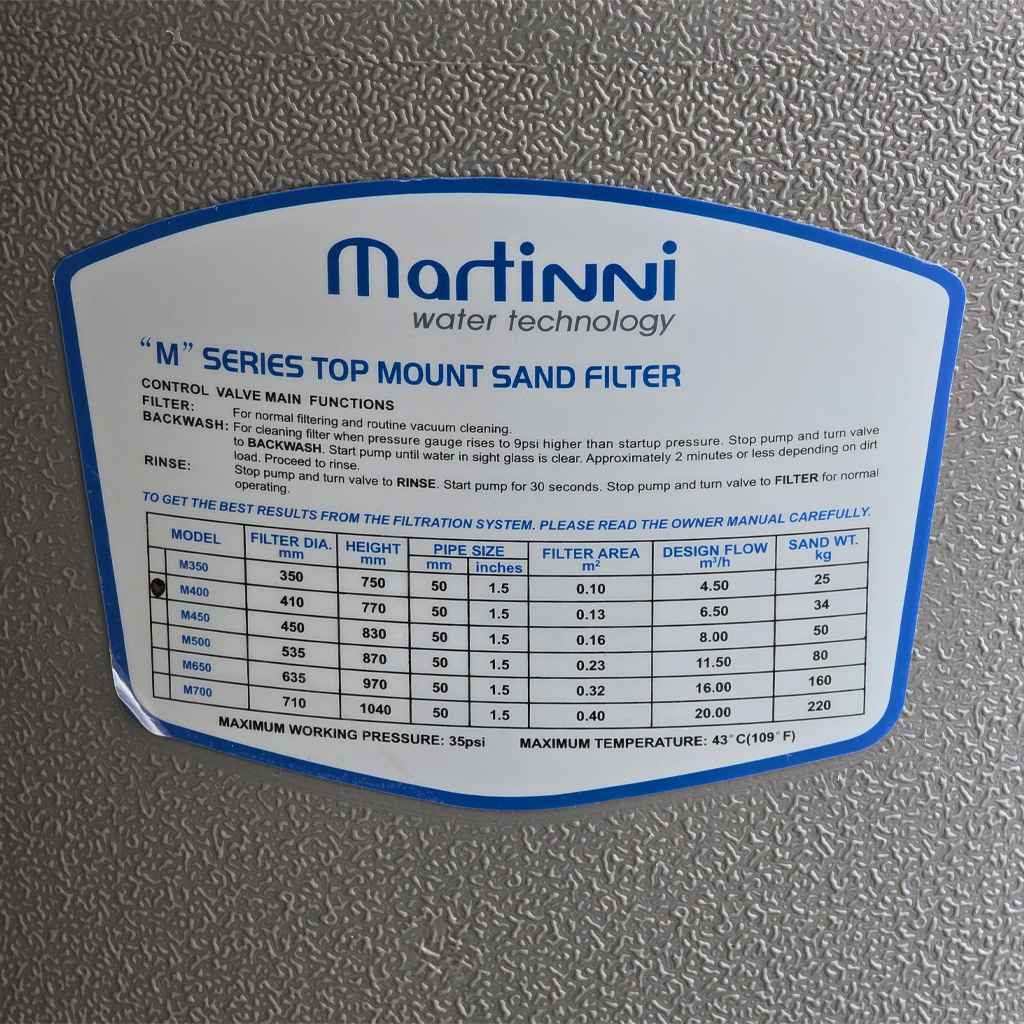 Martinni
water technology
“M” SERIES TOP MOUNT SAND FILTER
CONTROL VALVE MAIN FUNCTIONS
FILTER: For normal filtering and routine vacuum cleaning.
BACKWASH: For cleaning filter when pressure gauge rises to 9psi higher than startup pressure. Stop pump and turn valve
to BACKWASH. Start pump until water in sight glass is clear. Approximately 2 minutes or less depending on dirt
load. Proceed to rinse.
RINSE: Stop pump and turn valve to RINSE. Start pump for 30 seconds. Stop pump and turn valve to FILTER for normal
operating.
TO GET THE BEST RESULTS FROM THE FILTRATION SYSTEM. PLEASE READ THE OWNER MANUAL CAREFULLY.
MODEL FILTER DIA. mm HEIGHT mm PIPE SIZE mm inches FILTER AREA m² DESIGN FLOW m³/h SAND WT. kg
M350 350 750 50 1.5 0.10 4.50 25
M400 410 770 50 1.5 0.13 6.50 34
M450 450 830 50 1.5 0.16 8.00 50
M500 535 870 50 1.5 0.23 11.50 80
M650 635 970 50 1.5 0.32 16.00 160
M700 710 1040 50 1.5 0.40 20.00 220
MAXIMUM WORKING PRESSURE: 35psi MAXIMUM TEMPERATURE: 43°C(109°F)